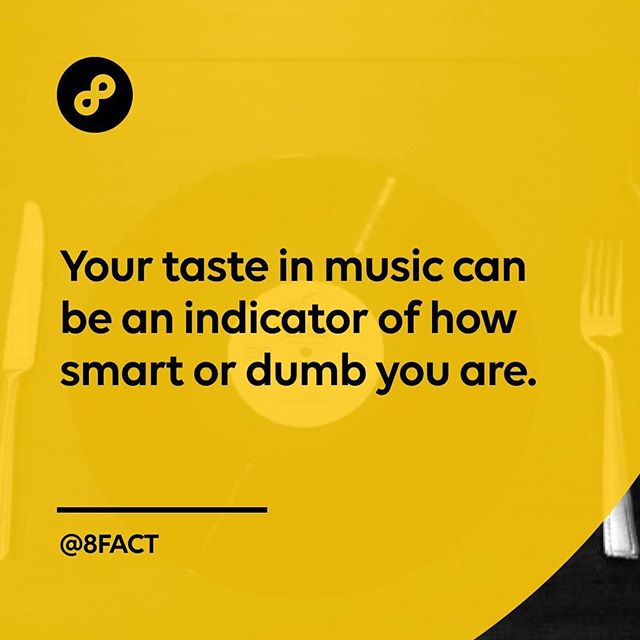 Your taste in music can
be an indicator of how
smart or dumb you are.
@8FACT